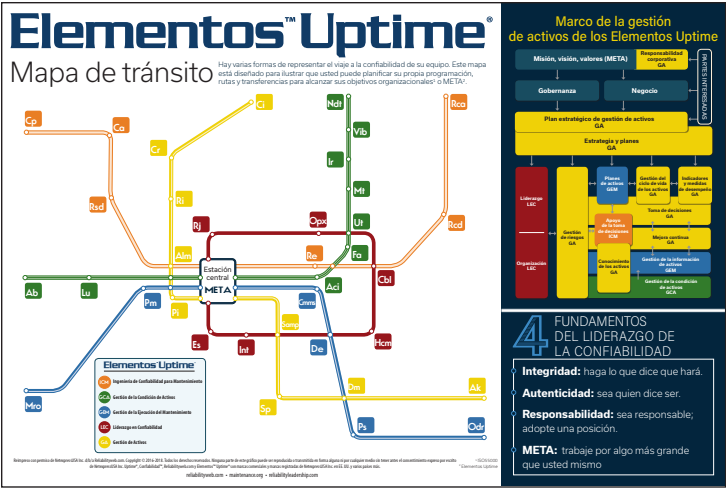 Elementos™ Uptime®
Mapa de tránsito
Hay varias formas de representar el viaje a la confiabilidad de su equipo. Este mapa
está diseñado para ilustrar que usted puede planificar su propia programación,
rutas y transferencias para alcanzar sus objetivos organizacionales¹ o META².
Cp
Ca
Rsd
Cr
Ci
Ri
Alm
Rj
Opx
Ndt
Vib
Ir
Mt
Ut
Fa
Rca
Rcd
Re
Aci
Cbl
Estación
central
META
Ab
Lu
Pm
Pi
Cmms
Samp
Es
Int
De
Hcm
Mro
Sp
Dm
Ak
Ps
Odr
Elementos Uptime
ICM Ingeniería de Confiabilidad para Mantenimiento
GCA Gestión de la Condición de Activos
GEM Gestión de la Ejecución del Mantenimiento
LEC Liderazgo en Confiabilidad
GA Gestión de Activos
reliabilityweb.com • maintenance.org • reliabilityleadership.com
Marco de la gestión
de activos de los Elementos Uptime
Misión, visión, valores (META)
Responsabilidad
corporativa
GA
PARTES INTERESADAS
Gobernanza
Negocio
Plan estratégico de gestión de activos
GA
Estrategia y planes
GA
Liderazgo
LEC
Organización
LEC
Gestión
de riesgos
GA
Planes
de activos
GEM
Gestión del
ciclo de vida
de los activos
GA
Indicadores
y medidas
de desempeño
GA
Toma de decisiones
GA
Apoyo
de la toma
de decisiones
ICM
Mejora continua
GA
Conocimiento
de los activos
GA
Gestión de la información
de activos
GEM
Gestión de la condición
de activos
GCA
4 FUNDAMENTOS
DEL LIDERAZGO DE
LA CONFIABILIDAD
Integridad: haga lo que dice que hará.
Autenticidad: sea quien dice ser.
Responsabilidad: sea responsable;
adopte una posición.
META: trabaje por algo más grande
que usted mismo